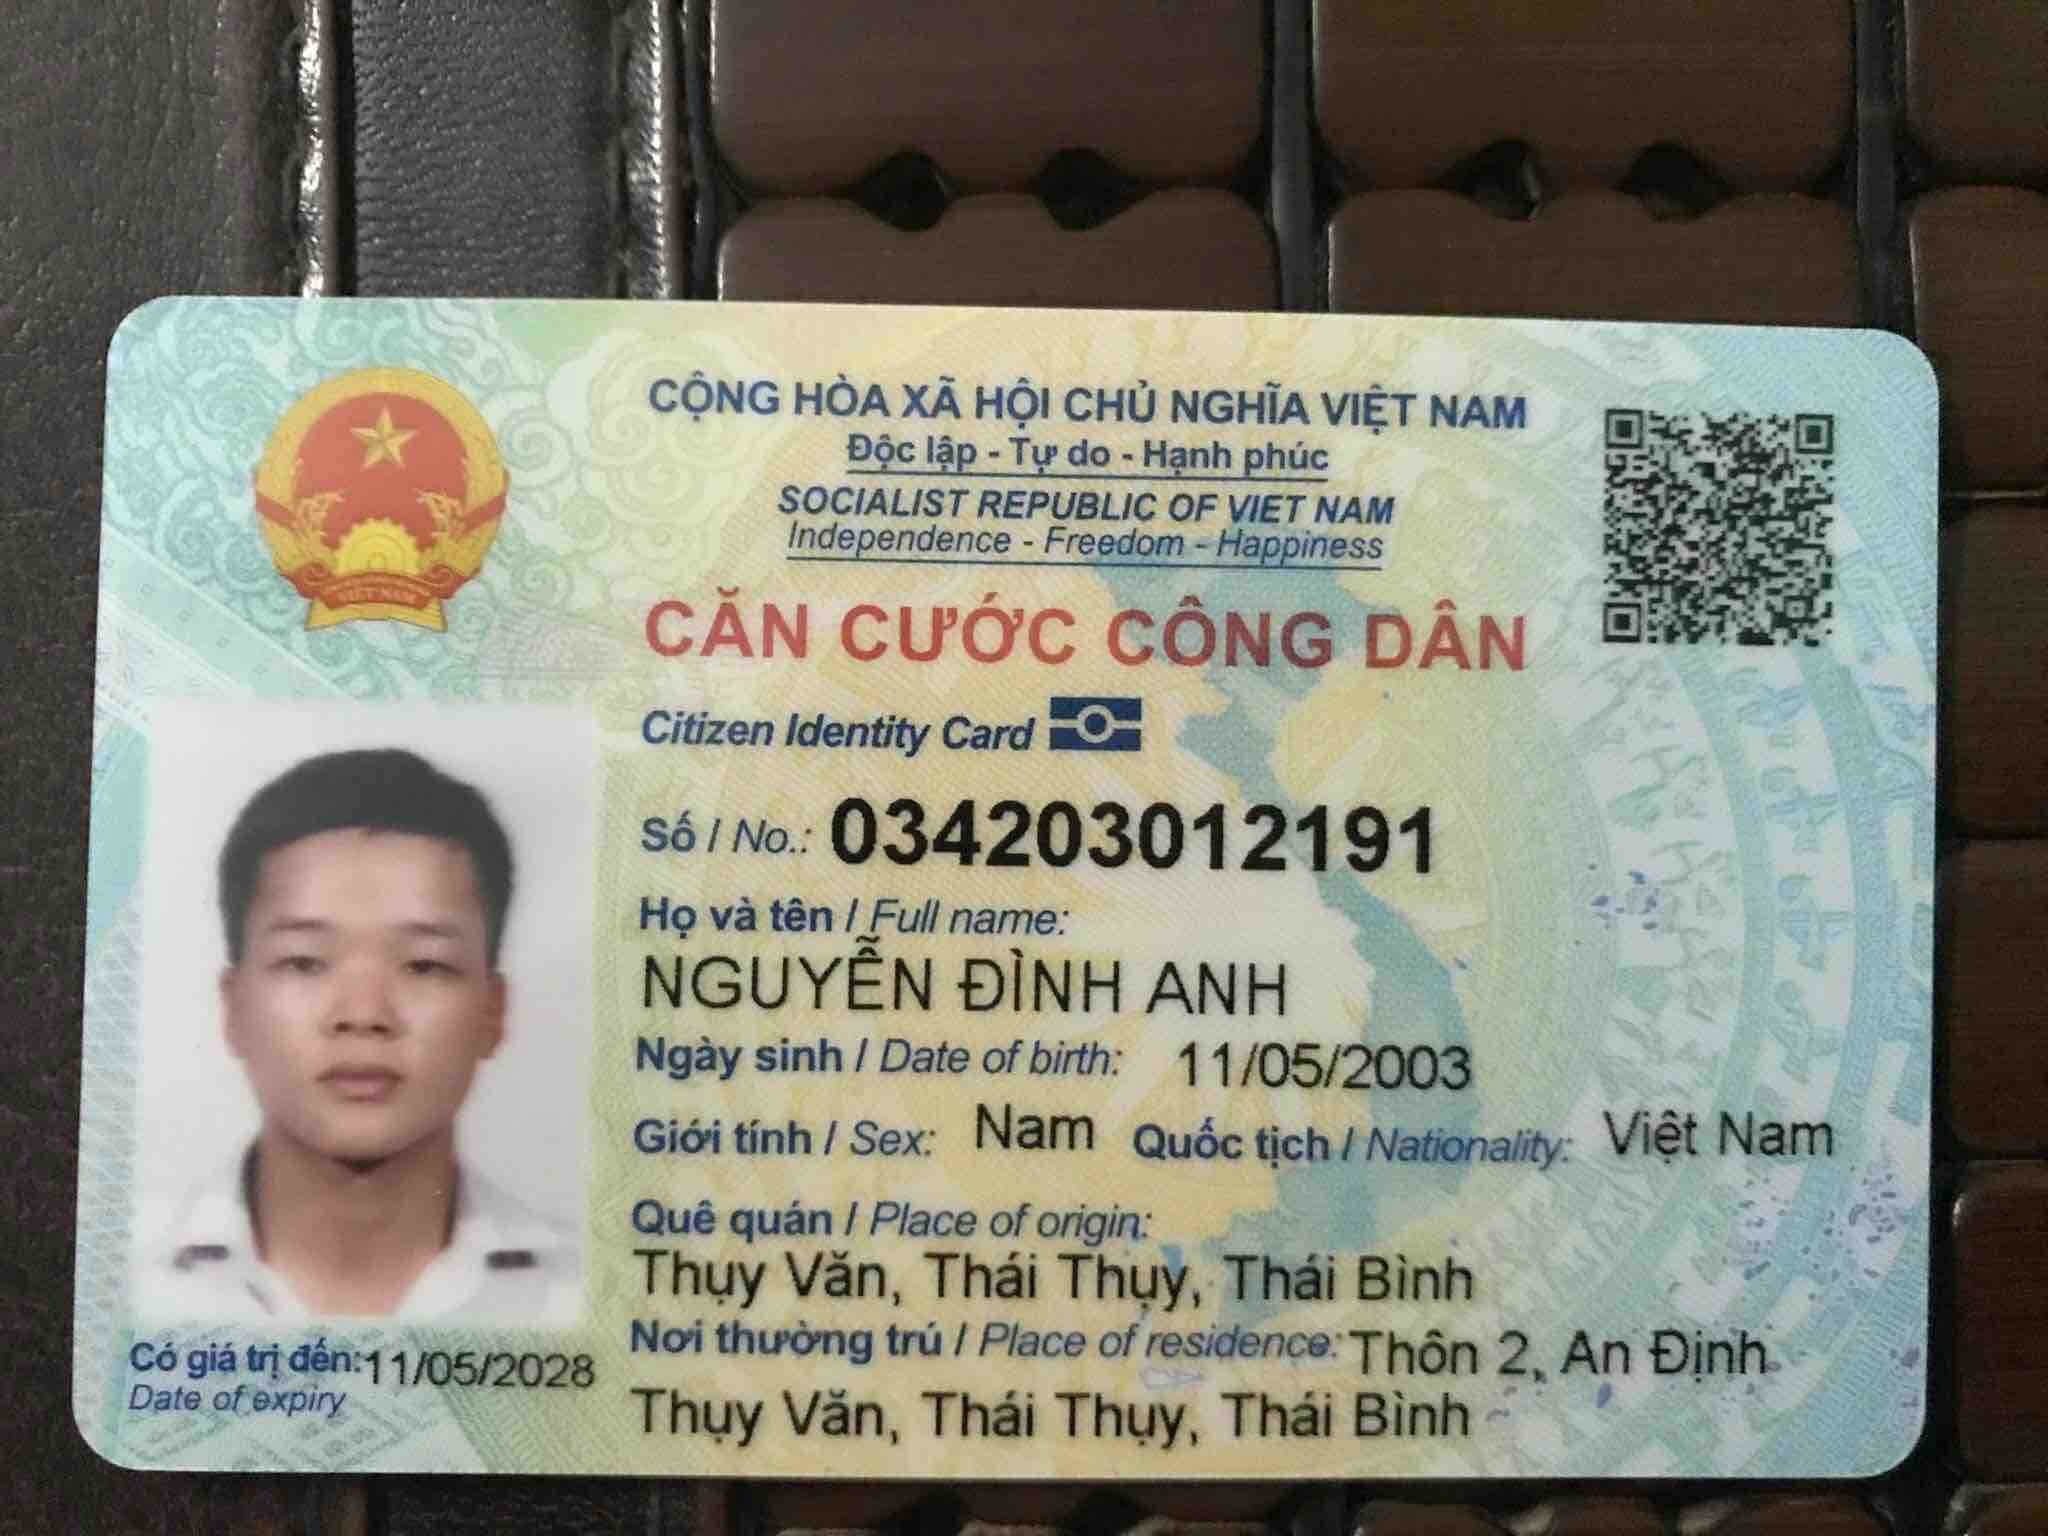 CỘNG HÒA XÃ HỘI CHỦ NGHĨA VIỆT NAM
Độc lập - Tự do - Hạnh phúc
SOCIALIST REPUBLIC OF VIET NAM
Independence - Freedom - Happiness
CĂN CƯỚC CÔNG DÂN
Citizen Identity Card
Số / No.: 034203012191
Họ và tên / Full name:
NGUYỄN ĐÌNH ANH
Ngày sinh / Date of birth: 11/05/2003
Giới tính / Sex: Nam Quốc tịch / Nationality: Việt Nam
Quê quán / Place of origin:
Thụy Văn, Thái Thụy, Thái Bình
Nơi thường trú / Place of residence: Thôn 2, An Định
Thụy Văn, Thái Thụy, Thái Bình
Có giá trị đến: 11/05/2028
Date of expiry
VIỆT NAM